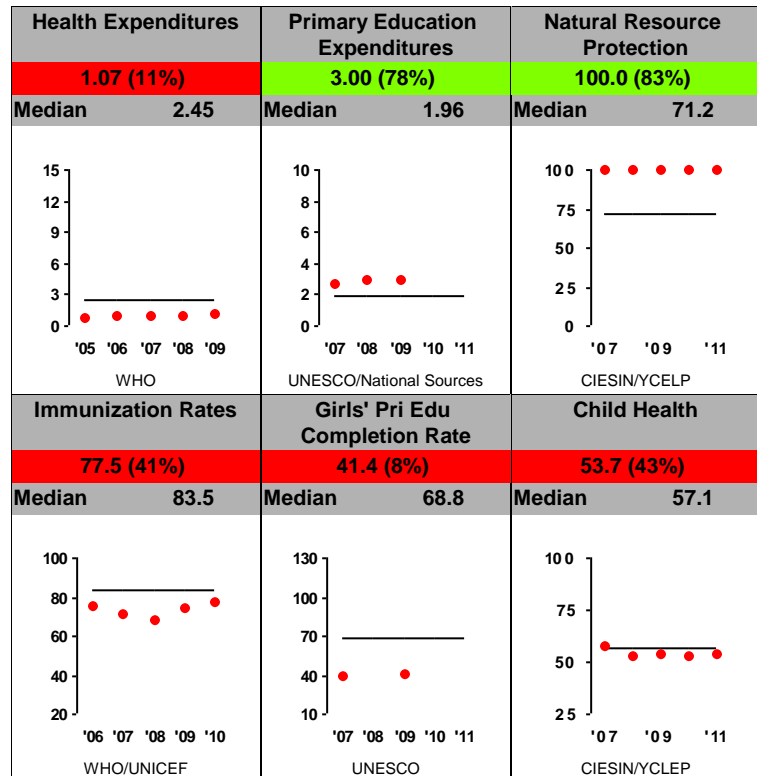 Health Expenditures
1.07 (11%)
Median 2.45
15
12
9
6
3
0
'05 '06 '07 '08 '09
WHO
Primary Education
Expenditures
3.00 (78%)
Median 1.96
10
8
6
4
2
0
'07 '08 '09 '10 '11
UNESCO/National Sources
Natural Resource
Protection
100.0 (83%)
Median 71.2
100
75
50
25
0
'07 '09 '11
CIESIN/YCELP
Immunization Rates
77.5 (41%)
Median 83.5
100
80
60
40
20
'06 '07 '08 '09 '10
WHO/UNICEF
Girls' Pri Edu
Completion Rate
41.4 (8%)
Median 68.8
130
100
70
40
10
'07 '08 '09 '10 '11
UNESCO
Child Health
53.7 (43%)
Median 57.1
100
75
50
25
'07 '09 '11
CIESIN/YCLEP